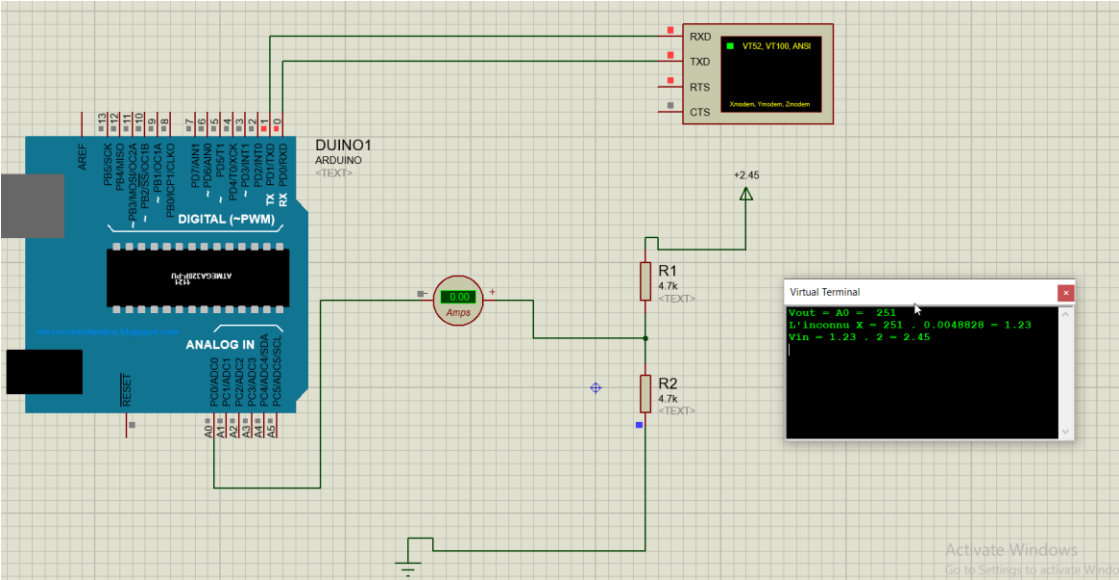 RXD
TXD
RTS
CTS
VT52, VT100, ANSI
Xmodem, Ymodem, Zmodem
13
12
11
10
9
8
7
6
5
4
3
2
1
0
AREF
PB5/SCK
PB4/MISO
~PB3/MOSI/OC2A
~ PB2/SS/OC1B
~ PB1/OC1A
PB0/ICP1/CLKO
PD7/AIN1
~ PD6/AIN0
~ PD5/T1
PD4/T0/XCK
~ PD3/INT1
PD2/INT0
TX PD1/TXD
RX PD0/RXD
DUINO1
ARDUINO
<TEXT>
DIGITAL (~PWM)
ATMEGA328P-PU
1121
microcontrolandos.blogspot.com
ANALOG IN
RESET
PC0/ADC0
PC1/ADC1
PC2/ADC2
PC3/ADC3
PC4/ADC4/SDA
PC5/ADC5/SCL
A0
A1
A2
A3
A4
A5
0.00
Amps
+2.45
R1
4.7k
<TEXT>
R2
4.7k
<TEXT>
Virtual Terminal
Vout = A0 = 251
L'inconnu X = 251 . 0.0048828 = 1.23
Vin = 1.23 . 2 = 2.45
Activate Windows
Go to Settings to activate Wind